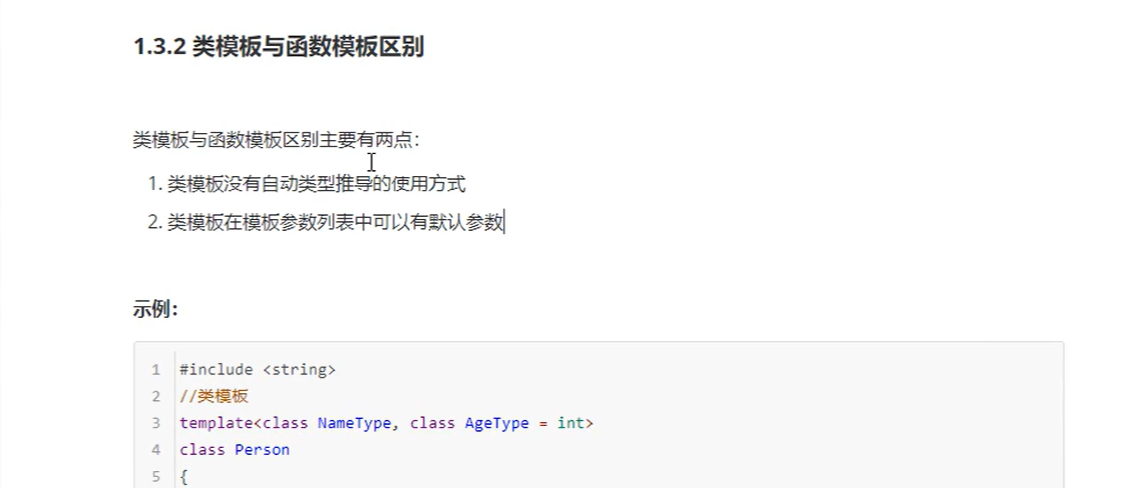 1.3.2 类模板与函数模板区别
类模板与函数模板区别主要有两点：
1. 类模板没有自动类型推导的使用方式
2. 类模板在模板参数列表中可以有默认参数
示例：
1 #include <string>
2 //类模板
3 template<class NameType, class AgeType = int>
4 class Person
5 {